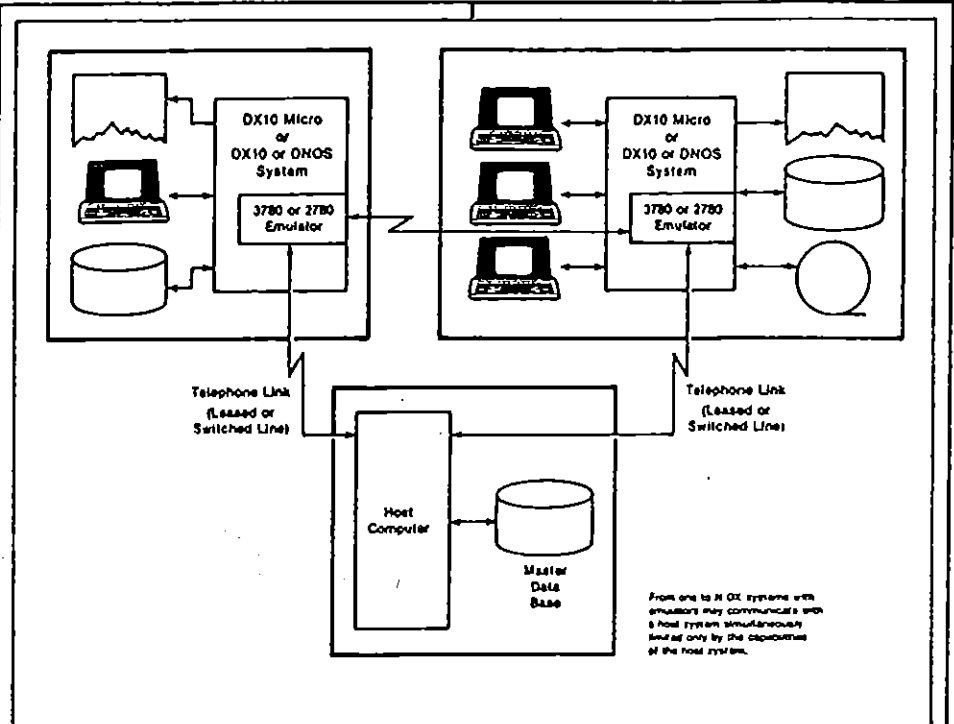 DX10 Micro
or
DX10 or DNOS
System
3780 or 2780
Emulator
DX10 Micro
or
DX10 or DNOS
System
3780 or 2780
Emulator
Telephone Link
(Leased or
Switched Line)
Telephone Link
(Leased or
Switched Line)
Host
Computer
Master
Data
Base
From one to N DX systems with
emulators may communicate with
a host system simultaneously
limited only by the capabilities
of the host system.